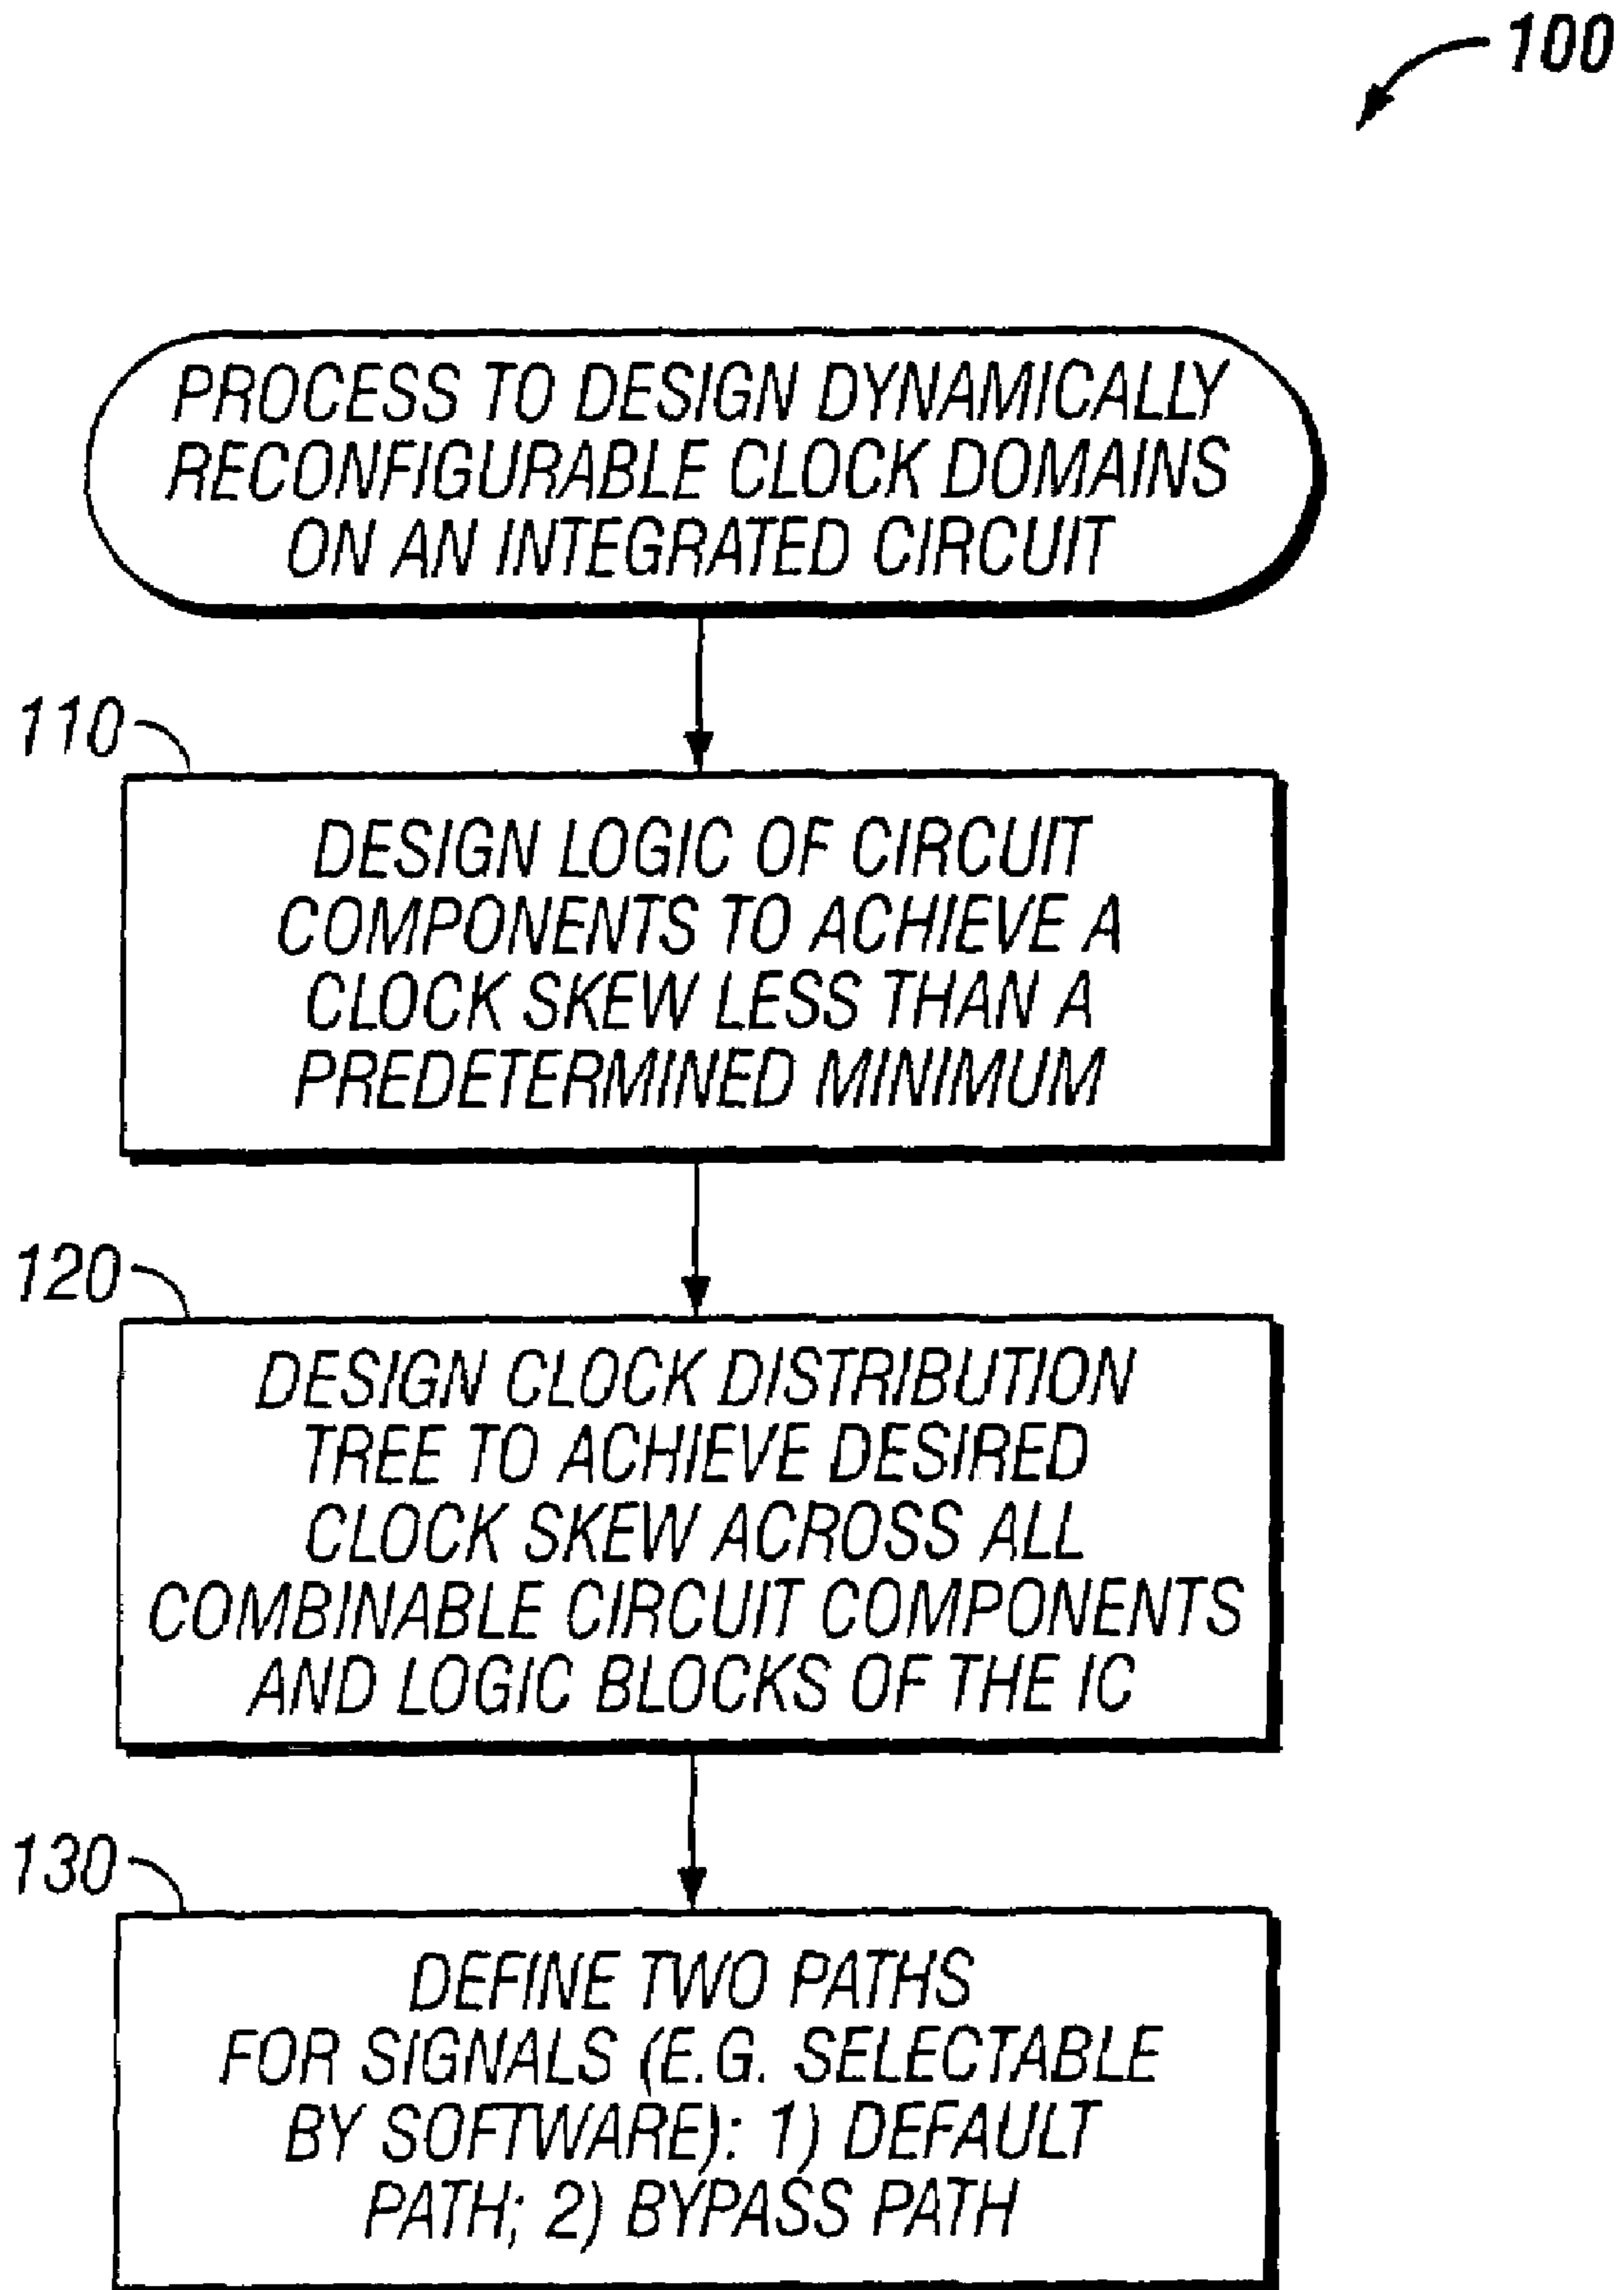 100
PROCESS TO DESIGN DYNAMICALLY
RECONFIGURABLE CLOCK DOMAINS
ON AN INTEGRATED CIRCUIT
110
DESIGN LOGIC OF CIRCUIT
COMPONENTS TO ACHIEVE A
CLOCK SKEW LESS THAN A
PREDETERMINED MINIMUM
120
DESIGN CLOCK DISTRIBUTION
TREE TO ACHIEVE DESIRED
CLOCK SKEW ACROSS ALL
COMBINABLE CIRCUIT COMPONENTS
AND LOGIC BLOCKS OF THE IC
130
DEFINE TWO PATHS
FOR SIGNALS (E.G. SELECTABLE
BY SOFTWARE): 1) DEFAULT
PATH; 2) BYPASS PATH